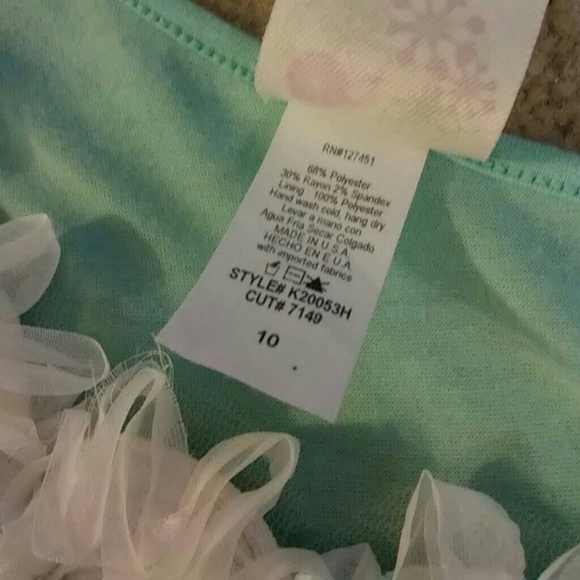 RN#127451
68% Polyester
30% Rayon 2% Spandex
Lining 100% Polyester
Hand wash cold, hang dry
Levar a mano con
Agua Fria Secar Colgado
MADE IN U.S.A.
HECHO EN E.U.A.
with imported fabrics
STYLE# K20053H
CUT# 7149
10